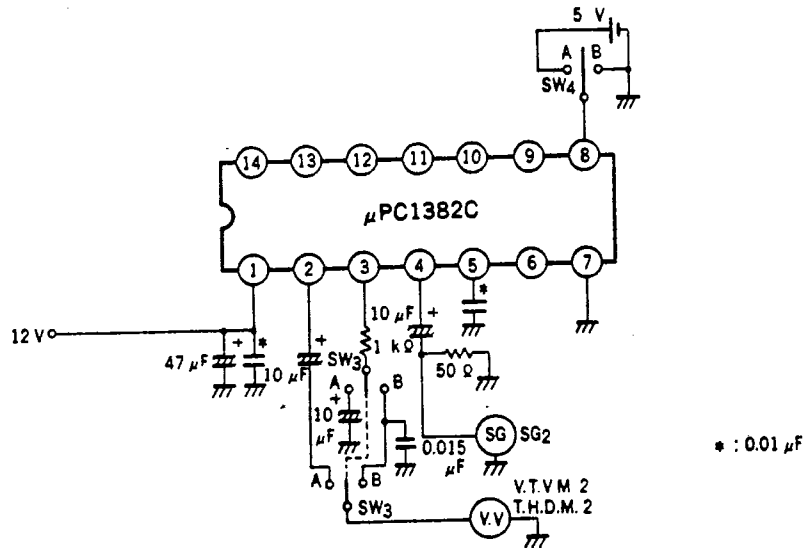 5 V
A B
SW4
14 13 12 11 10 9 8
μPC1382C
1 2 3 4 5 6 7
12 V
47 μF
+
*
10 μF
+
1 kΩ
10 μF
+
*
50 Ω
SW3
A
+
10
μF
B
0.015
μF
SG
SG2
* : 0.01 μF
A B
SW3
V.V
V.T.V M. 2
T.H.D.M. 2